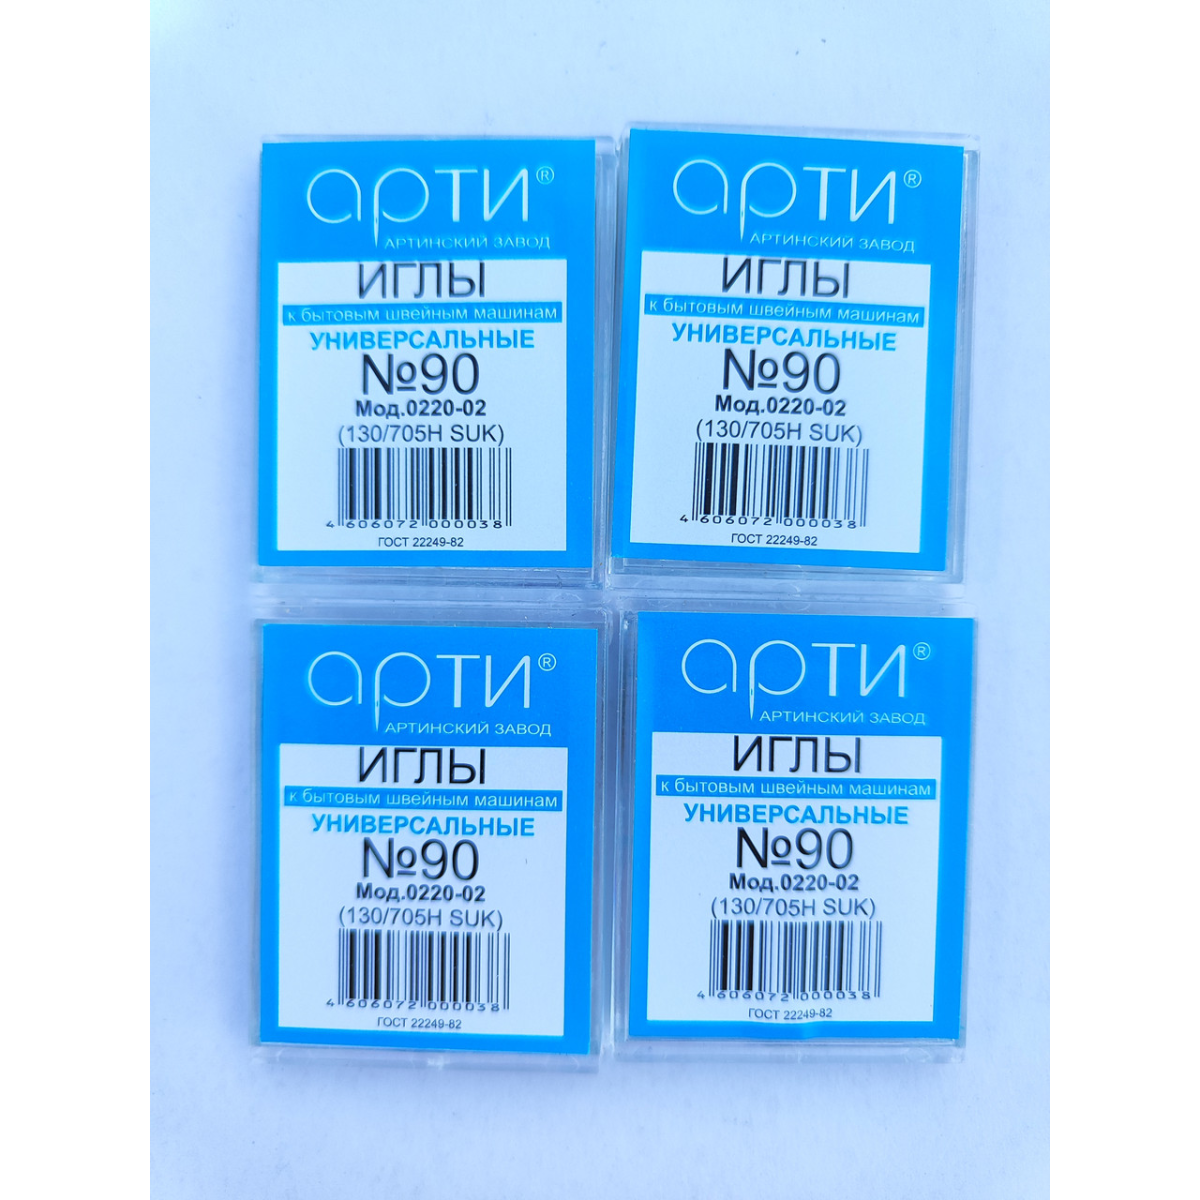 арти®
АРТИНСКИЙ ЗАВОД
ИГЛЫ
к бытовым швейным машинам
УНИВЕРСАЛЬНЫЕ
№90
Мод.0220-02
(130/705H SUK)
4 606072 000038
ГОСТ 22249-82
арти®
АРТИНСКИЙ ЗАВОД
ИГЛЫ
к бытовым швейным машинам
УНИВЕРСАЛЬНЫЕ
№90
Мод.0220-02
(130/705H SUK)
4 606072 000038
ГОСТ 22249-82
арти®
АРТИНСКИЙ ЗАВОД
ИГЛЫ
к бытовым швейным машинам
УНИВЕРСАЛЬНЫЕ
№90
Мод.0220-02
(130/705H SUK)
4 606072 000038
ГОСТ 22249-82
арти®
АРТИНСКИЙ ЗАВОД
ИГЛЫ
к бытовым швейным машинам
УНИВЕРСАЛЬНЫЕ
№90
Мод.0220-02
(130/705H SUK)
4 606072 000038
ГОСТ 22249-82